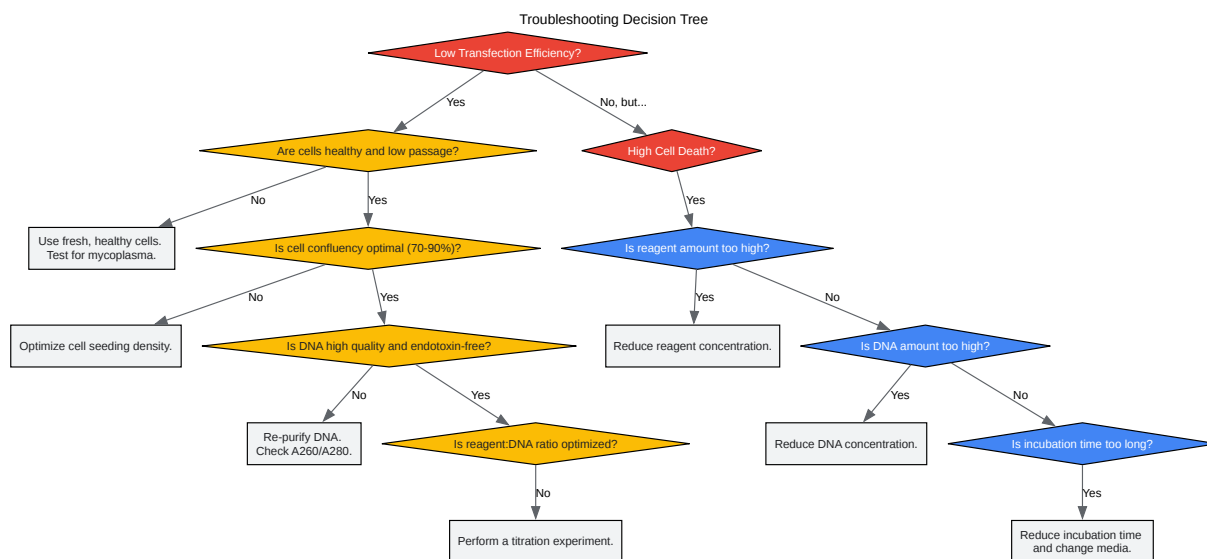 Troubleshooting Decision Tree
Low Transfection Efficiency?
Yes
No, but...
Are cells healthy and low passage?
High Cell Death?
No
Yes
Yes
Use fresh, healthy cells.
Test for mycoplasma.
Is cell confluency optimal (70-90%)?
Is reagent amount too high?
No
Yes
Yes
No
Optimize cell seeding density.
Is DNA high quality and endotoxin-free?
Reduce reagent concentration.
Is DNA amount too high?
No
Yes
Yes
No
Re-purify DNA.
Check A260/A280.
Is reagent:DNA ratio optimized?
Reduce DNA concentration.
Is incubation time too long?
No
Yes
Perform a titration experiment.
Reduce incubation time
and change media.